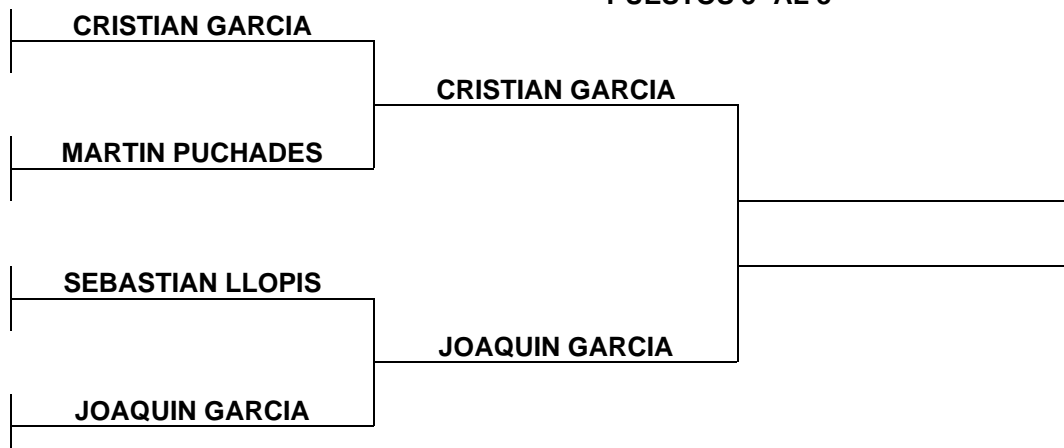 CRISTIAN GARCIA
CRISTIAN GARCIA
MARTIN PUCHADES
SEBASTIAN LLOPIS
JOAQUIN GARCIA
JOAQUIN GARCIA